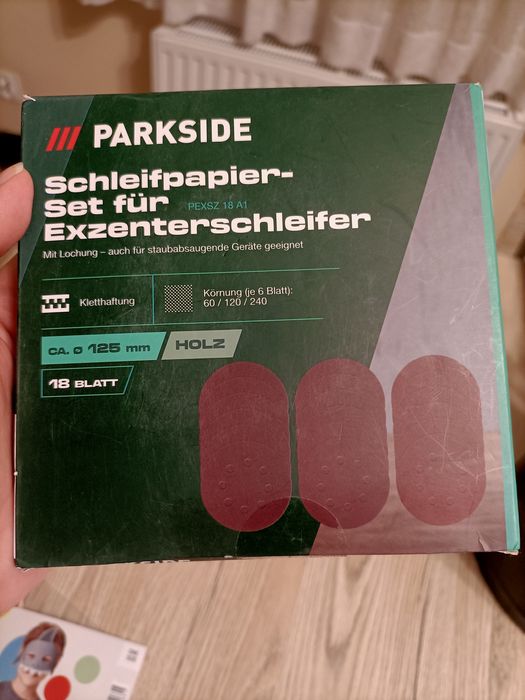 PARKSIDE
Schleifpapier-
Set für PEXSZ 18 A1
Exzenterschleifer
Mit Lochung – auch für staubabsaugende Geräte geeignet
Kletthaftung
Körnung (je 6 Blatt):
60 / 120 / 240
CA. ø 125 mm
HOLZ
18 BLATT